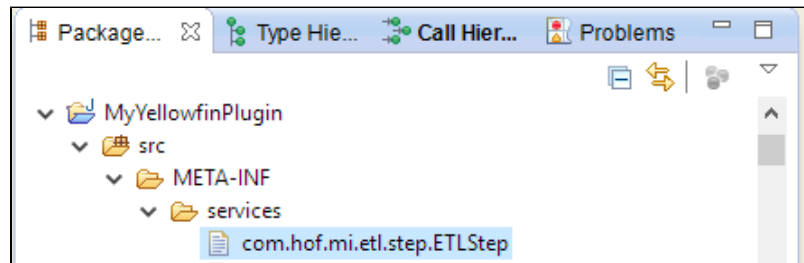 Package... Type Hie... Call Hier... Problems
MyYellowfinPlugin
src
META-INF
services
com.hof.mi.etl.step.ETLStep